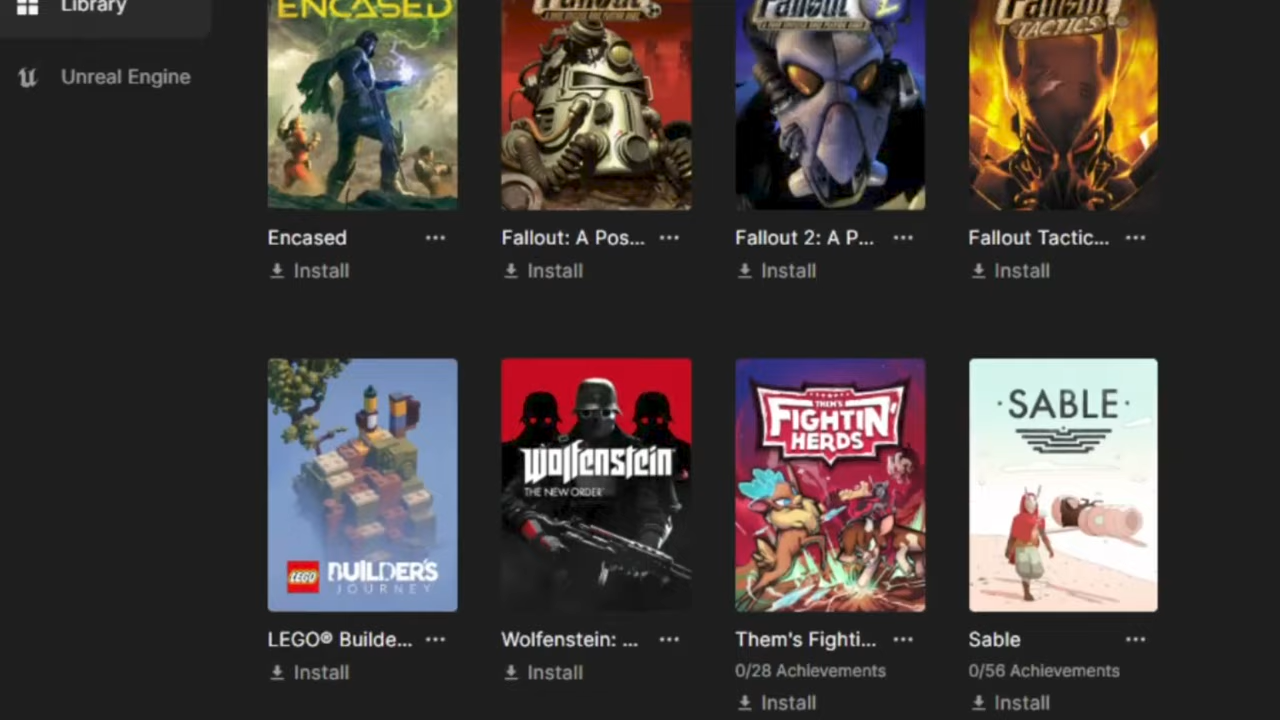 Library
Unreal Engine
ENCASED
Fallout
Fallout
2
Fallout
TACTICS
Encased
Fallout: A Pos...
Fallout 2: A P...
Fallout Tactic...
Install
Install
Install
Install
LEGO
BUILDER'S
JOURNEY
Wolfenstein
THE NEW ORDER
THEM'S
FIGHTIN'
HERDS
SABLE
LEGO® Builde...
Wolfenstein: ...
Them's Fighti...
Sable
0/28 Achievements
0/56 Achievements
Install
Install
Install
Install